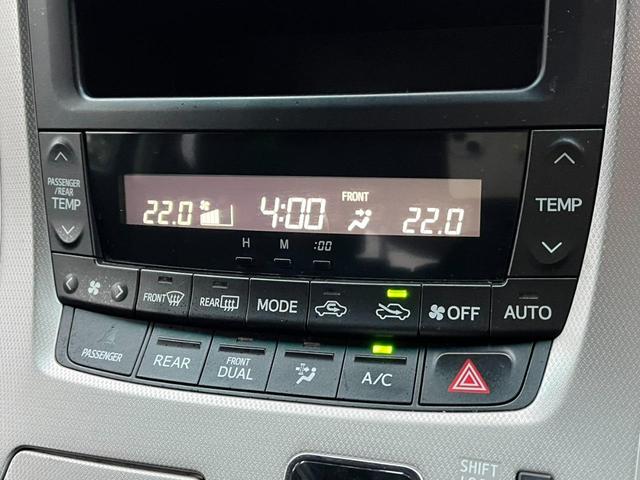 PASSENGER
/REAR
TEMP
FRONT
22.0 4:00 22.0
H M :00
TEMP
FRONT REAR MODE OFF AUTO
PASSENGER REAR FRONT
DUAL A/C
SHIFT
LOCK